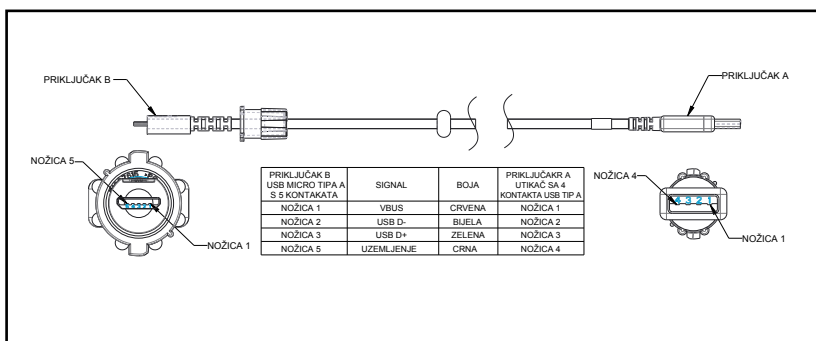 PRIKLJUČAK B
PRIKLJUČAK A
NOŽICA 5
NOŽICA 1
PRIKLJUČAK B
USB MICRO TIPA A
S 5 KONTAKATA
SIGNAL
BOJA
PRIKLJUČAKR A
UTIKAČ SA 4
KONTAKTA USB TIP A
NOŽICA 1 VBUS CRVENA NOŽICA 1
NOŽICA 2 USB D- BIJELA NOŽICA 2
NOŽICA 3 USB D+ ZELENA NOŽICA 3
NOŽICA 5 UZEMLJENJE CRNA NOŽICA 4
NOŽICA 4
4 3 2 1
NOŽICA 1